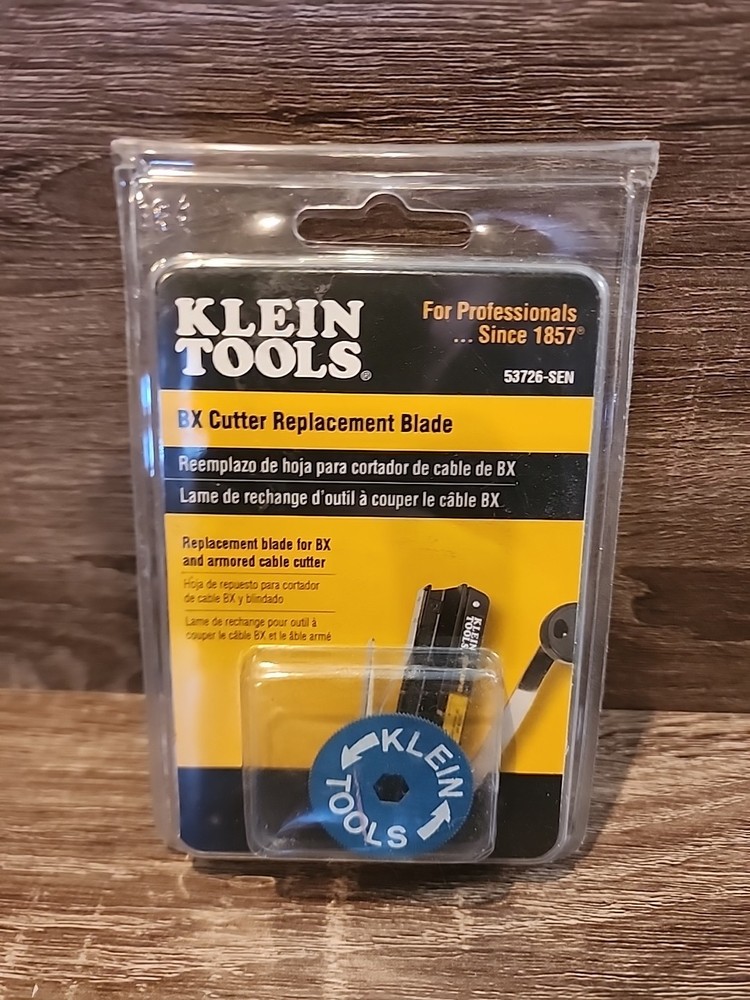 KLEIN
TOOLS®
For Professionals
... Since 1857®
53726-SEN
BX Cutter Replacement Blade
Reemplazo de hoja para cortador de cable de BX
Lame de rechange d'outil à couper le câble BX
Replacement blade for BX
and armored cable cutter
Hoja de repuesto para cortador
de cable BX y blindado
Lame de rechange pour outil à
couper le câble BX et le âble armé
KLEIN
TOOLS
KLEIN
TOOLS